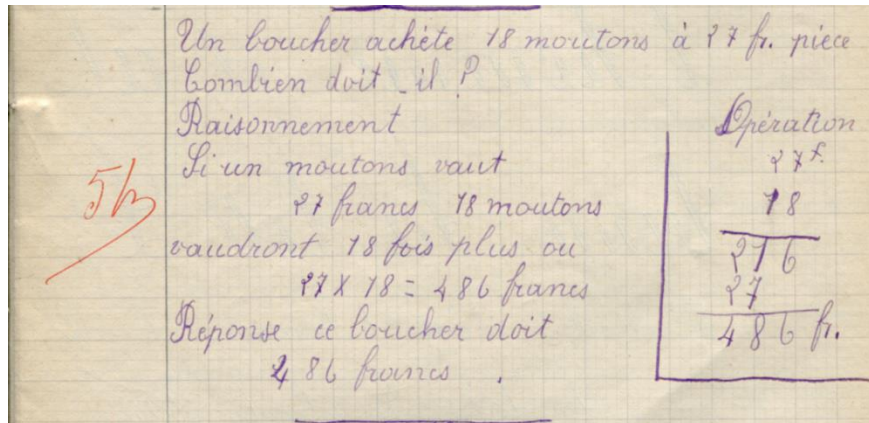 Un boucher achète 18 moutons à 27 fr. pièce
Combien doit-il ?
Raisonnement
Si un moutons vaut
27 francs 18 moutons
vaudront 18 fois plus ou
27 X 18 = 486 francs
Réponse ce boucher doit
486 francs .
Opération
27 f.
18
216
27
486 fr.